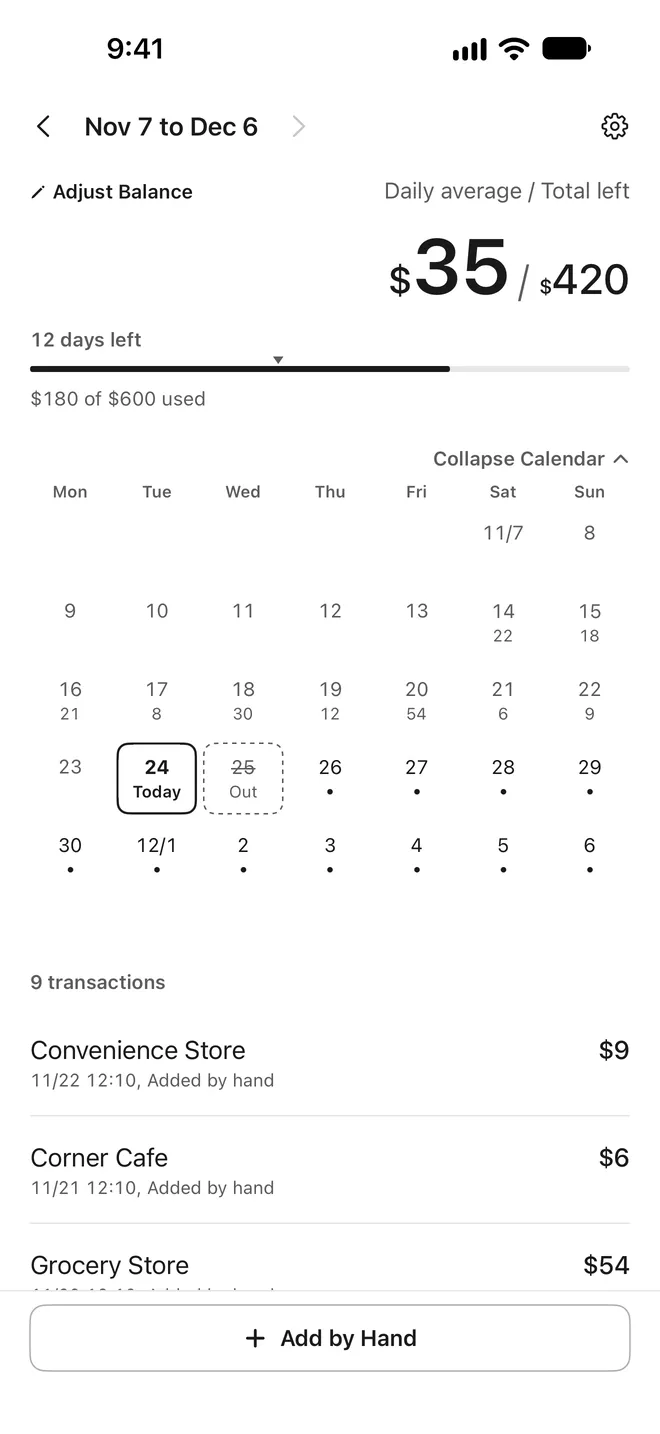 9:41
Nov 7 to Dec 6
Adjust Balance
Daily average / Total left
$35 / $420
12 days left
$180 of $600 used
Collapse Calendar
Mon Tue Wed Thu Fri Sat Sun
11/7 8
9 10 11 12 13 14 15
22 18
16 17 18 19 20 21 22
21 8 30 12 54 6 9
23 24 25 26 27 28 29
Today Out
30 12/1 2 3 4 5 6
9 transactions
Convenience Store $9
11/22 12:10, Added by hand
Corner Cafe $6
11/21 12:10, Added by hand
Grocery Store $54
+ Add by Hand